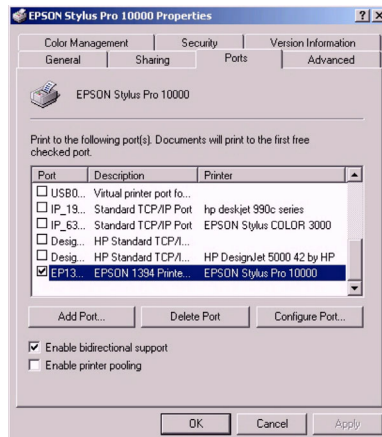 EPSON Stylus Pro 10000 Properties
Color Management Security Version Information
General Sharing Ports Advanced
EPSON Stylus Pro 10000
Print to the following port(s). Documents will print to the first free
checked port.
Port Description Printer
USB0... Virtual printer port fo...
IP_19... Standard TCP/IP Port hp deskjet 990c series
IP_63... Standard TCP/IP Port EPSON Stylus COLOR 3000
Desig... HP Standard TCP/I...
Desig... HP Standard TCP/I... HP DesignJet 5000 42 by HP
EP13... EPSON 1394 Printe... EPSON Stylus Pro 10000
Add Port... Delete Port Configure Port...
Enable bidirectional support
Enable printer pooling
OK Cancel Apply